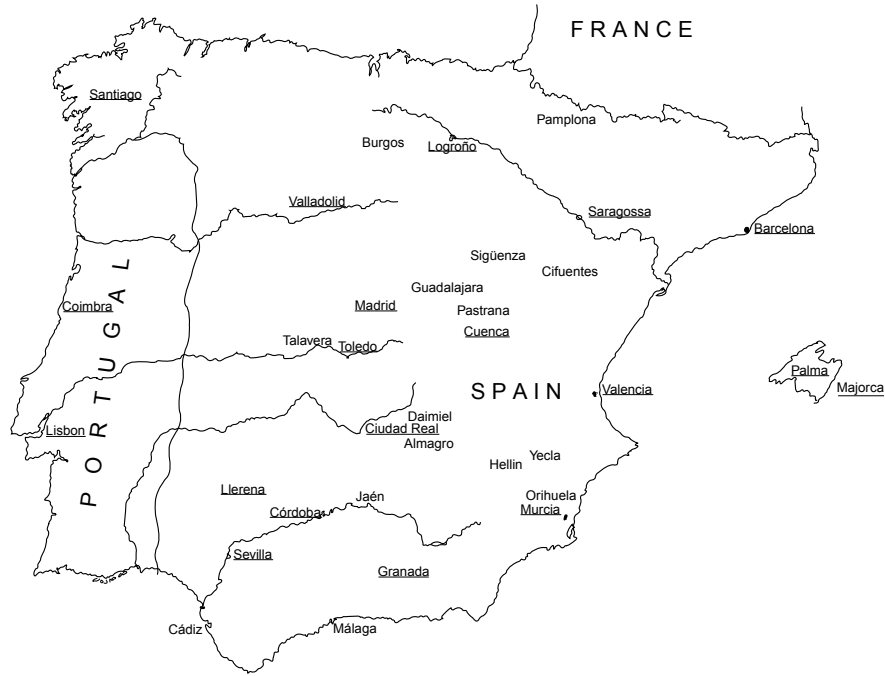 FRANCE
Santiago
Pamplona
Burgos
Logroño
Valladolid
Saragossa
Barcelona
Sigüenza
Cifuentes
Guadalajara
Coimbra
Madrid
Pastrana
Cuenca
Talavera
Toledo
PORTUGAL
Palma
Majorca
SPAIN
Valencia
Daimiel
Lisbon
Ciudad Real
Almagro
Yecla
Hellin
Llerena
Jaén
Orihuela
Córdoba
Murcia
Sevilla
Granada
Cádiz
Málaga